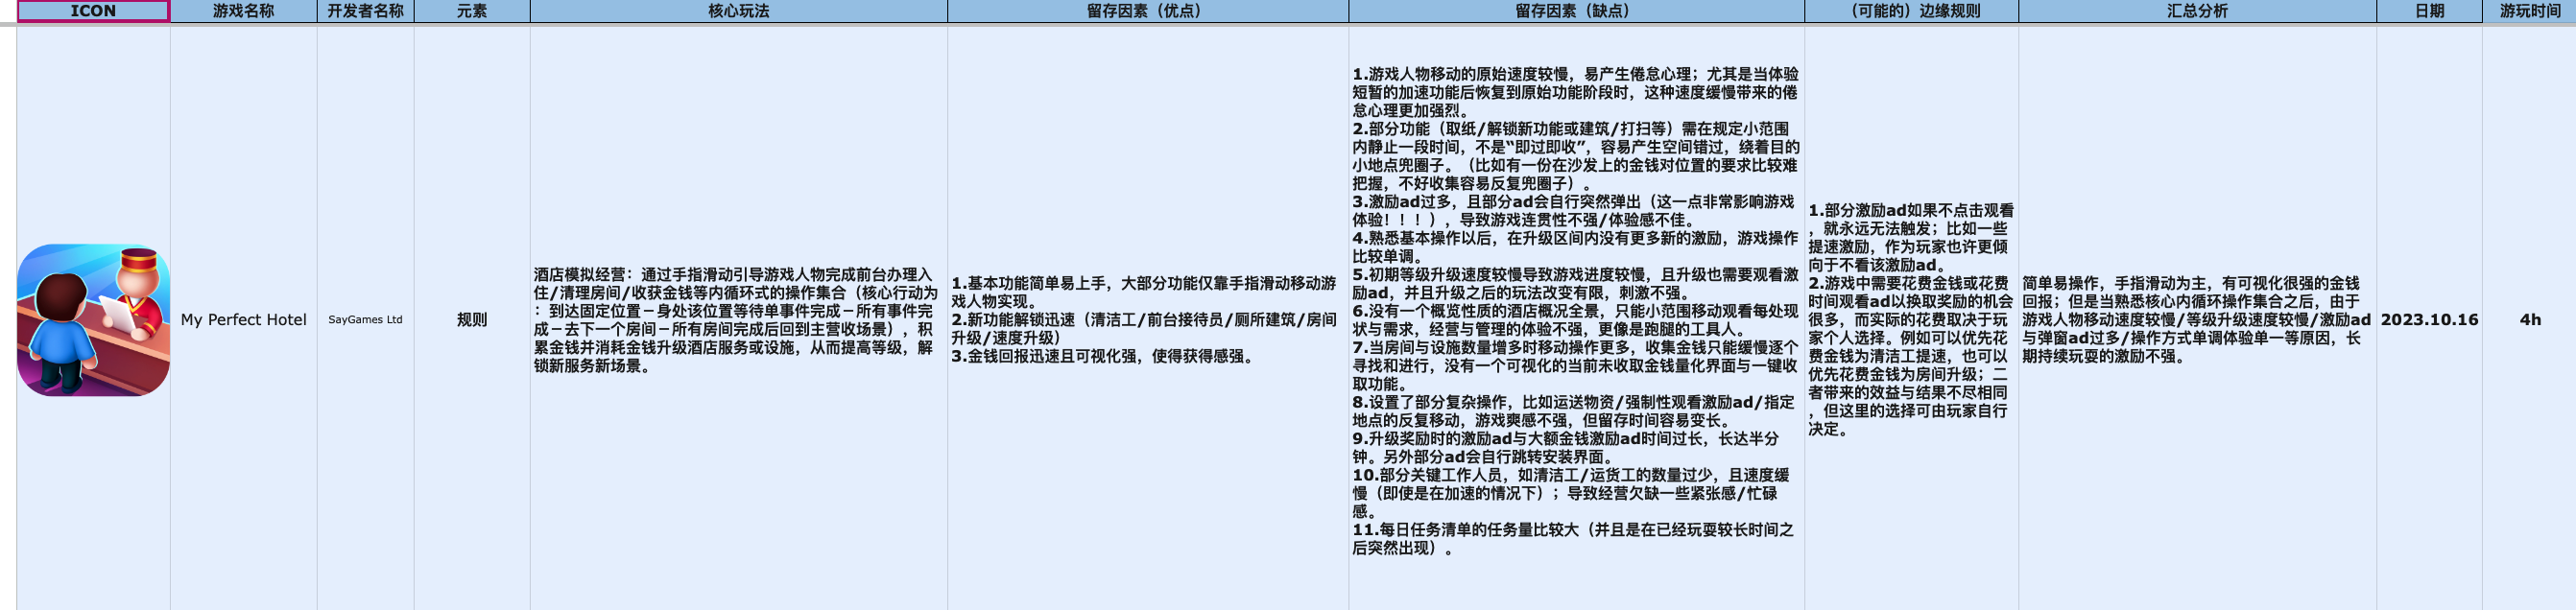 ICON
游戏名称
开发者名称
元素
核心玩法
留存因素（优点）
留存因素（缺点）
（可能的）边缘规则
汇总分析
日期
游玩时间
My Perfect Hotel
SayGames Ltd
规则
酒店模拟经营：通过手指滑动引导游戏人物完成前台办理入
住/清理房间/收获金钱等内循环式的操作集合（核心行为为
：到达固定位置－身处该位置等待单事件完成－所有事件完
成－去下一个房间－所有房间完成后回到主营收场景），积
累金钱并消耗金钱升级酒店服务或设施，从而提高等级，解
锁新服务新场景。
1.基本功能简单易上手，大部分功能仅靠手指滑动移动游
戏人物实现。
2.新功能解锁迅速（清洁工/前台接待员/厕所建筑/房间
升级/速度升级）
3.金钱回报迅速且可视化强，使得获得感强。
1.游戏人物移动的原始速度较慢，易产生倦怠心理；尤其是当体验
短暂的加速功能后恢复到原始功能阶段时，这种速度缓慢带来的倦
怠心理更加强烈。
2.部分功能（取纸/解锁新功能或建筑/打扫等）需在规定小范围
内静止一段时间，不是“即过即收”，容易产生空间错过，绕着目的
小地点兜圈子。（比如有一份在沙发上的金钱对位置的要求比较难
把握，不好收集容易反复兜圈子）。
3.激励ad过多，且部分ad会自行突然弹出（这一点非常影响游戏
体验！！！），导致游戏连贯性不强/体验感不佳。
4.熟悉基本操作以后，在升级区间内没有更多新的激励，游戏操作
比较单调。
5.初期等级升级速度较慢导致游戏进度较慢，且升级也需要观看激
励ad，并且升级之后的玩法改变有限，刺激不强。
6.没有一个概览性质的酒店概况全景，只能小范围移动观看每处现
状与需求，经营与管理的体验不强，更像是跑腿的工具人。
7.当房间与设施数量增多时移动操作更多，收集金钱只能缓慢逐个
寻找和进行，没有一个可视化的当前未收取金钱量化界面与一键收
取功能。
8.设置了部分复杂操作，比如运送物资/强制性观看激励ad/指定
地点的反复移动，游戏爽感不强，但留存时间容易变长。
9.升级奖励时的激励ad与大额金钱激励ad时间过长，长达半分
钟。另外部分ad会自行跳转安装界面。
10.部分关键工作人员，如清洁工/运货工的数量过少，且速度缓
慢（即使是在加速的情况下）；导致经营欠缺一些紧张感/忙碌
感。
11.每日任务清单的任务量比较大（并且是在已经玩耍较长时间之
后突然出现）。
1.部分激励ad如果不点击观看
，就永远无法触发；比如一些
提速激励，作为玩家也许更倾
向于不看该激励ad。
2.游戏中需要花费金钱或花费
时间观看ad以换取奖励的机会
很多，而实际的花费取决于玩
家个人选择。例如可以优先花
费金钱为清洁工提速，也可以
优先花费金钱为房间升级；二
者带来的效益与结果不尽相同
，但这里的选择可由玩家自行
决定。
简单易操作，手指滑动为主，有可视化很强的金钱
回报；但是当熟悉核心内循环操作集合之后，由于
游戏人物移动速度较慢/等级升级速度较慢/激励ad
与弹窗ad过多/操作方式单调体验单一等原因，长
期持续玩耍的激励不强。
2023.10.16
4h